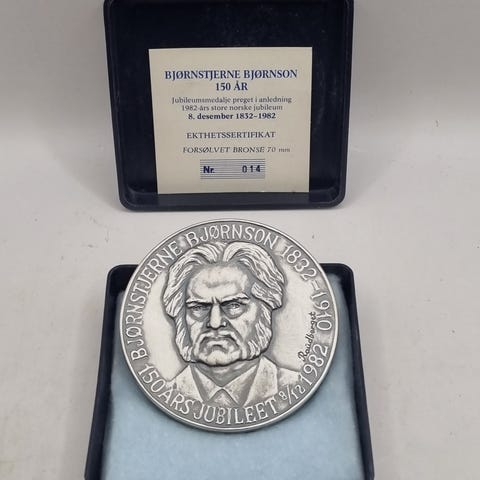 BJØRNSTJERNE BJØRNSON
150 ÅR
Jubileumsmedalje preget i anledning
1982-års store norske jubileum
8. desember 1832–1982
EKTHETSSERTIFIKAT
FORSØLVET BRONSE 70 mm
Nr. 014
BJØRNSTJERNE BJØRNSON 1832–1910
150 ÅRS JUBILEET 8/12 1982